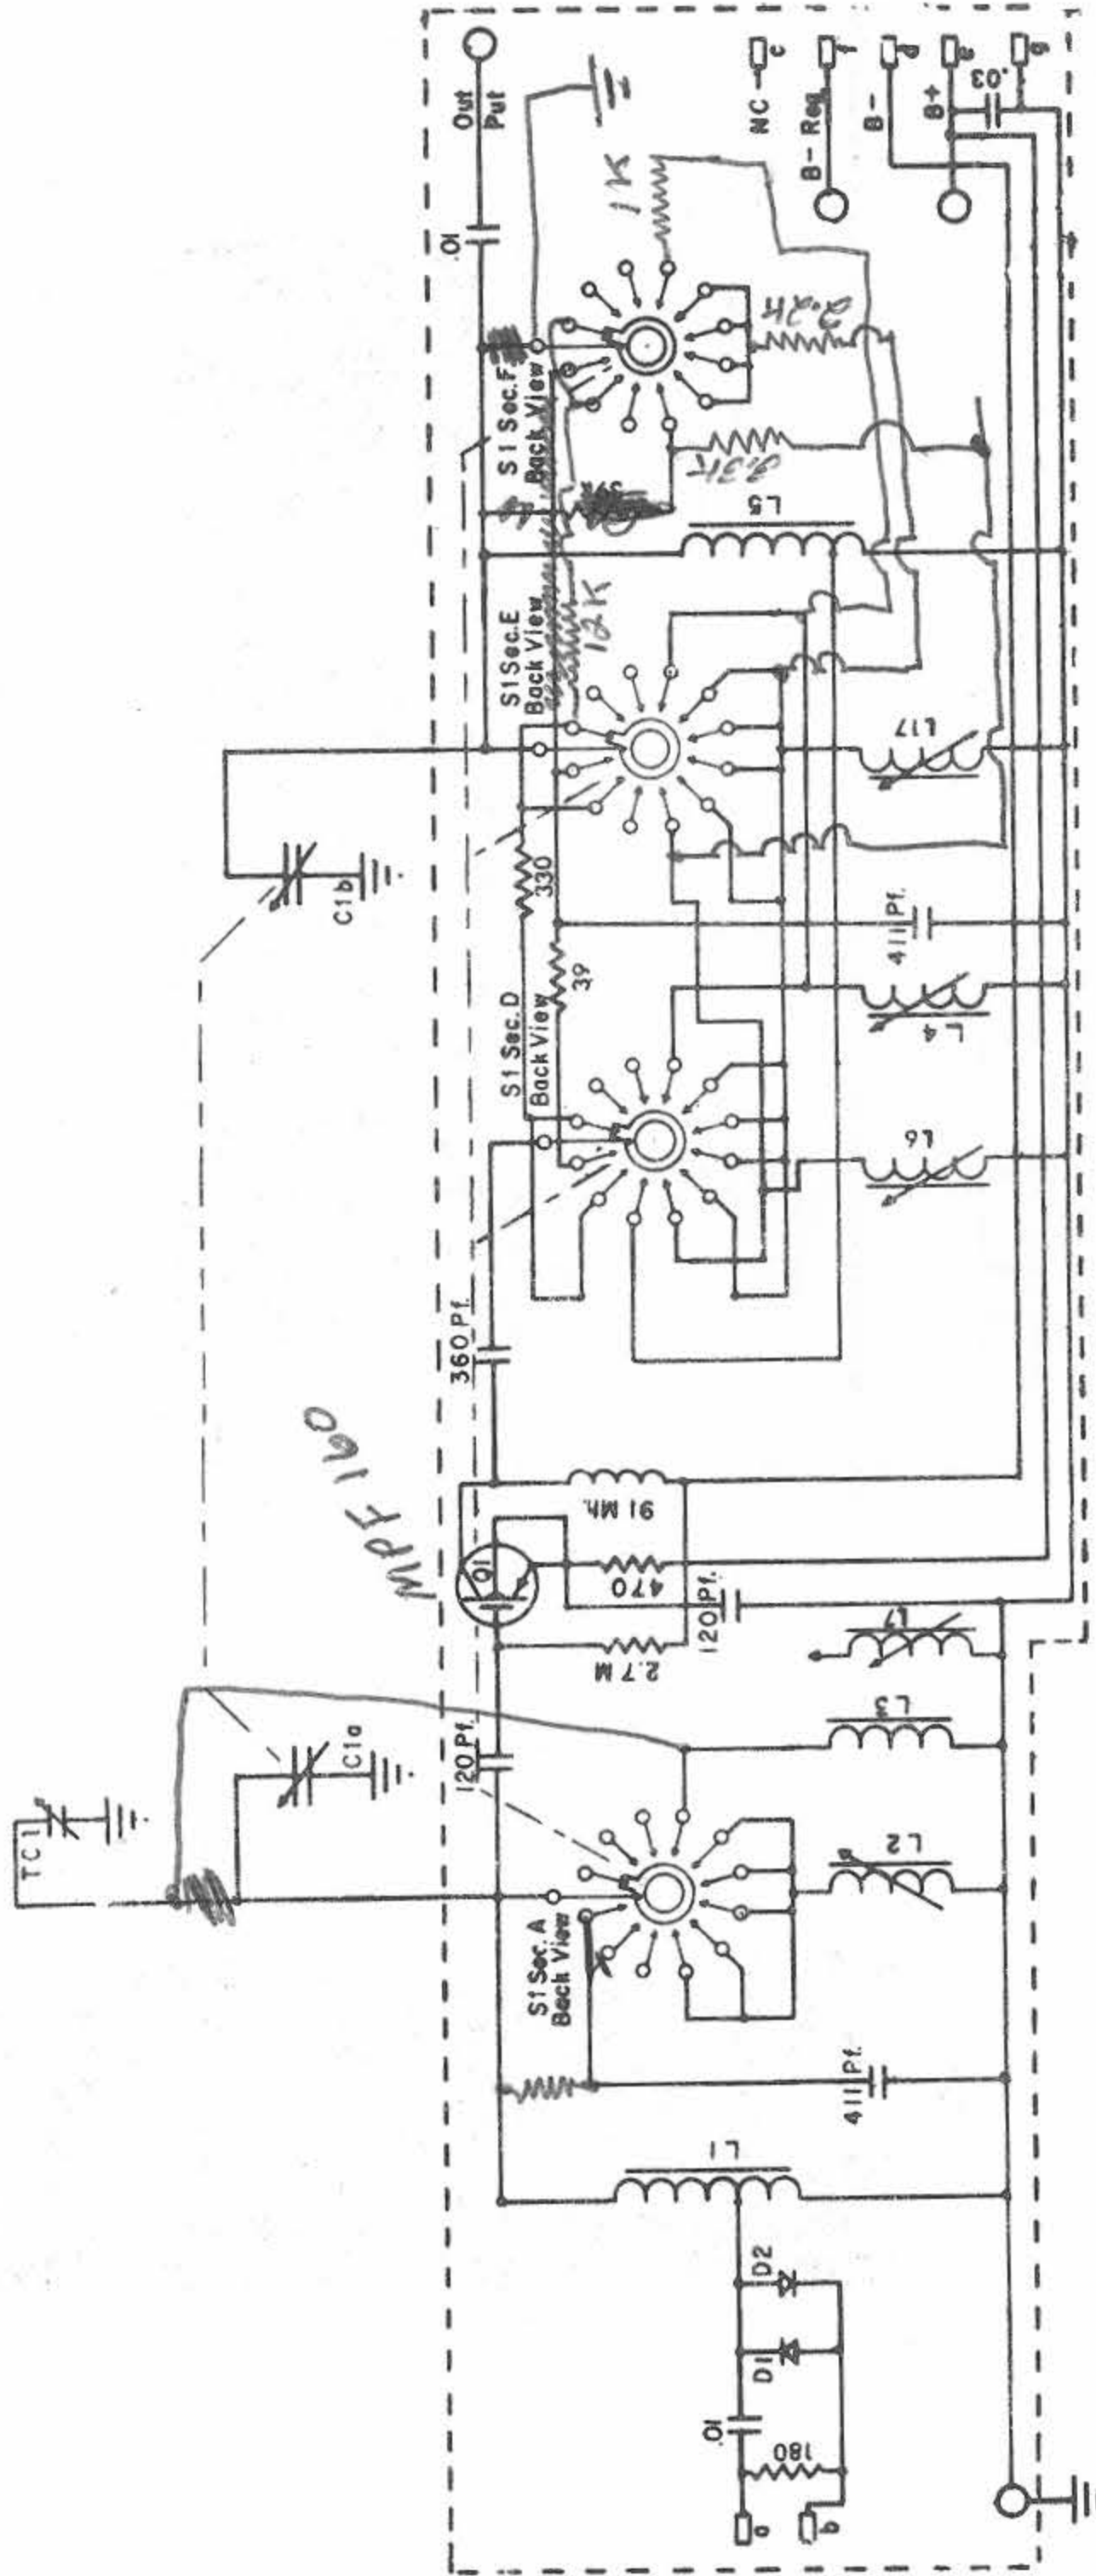 TC 1
C1a
C1b
MPF 160
120 Pf.
Q1
360 Pf.
S1 Sec. A
Back View
S1 Sec. D
Back View
S1 Sec. E
Back View
S1 Sec. F
Back View
.01
Out
Put
330
39
12K
1K
2.7 M
470
91 Mh.
120 Pf.
3.3K
2.2K
L1
L2
L3
L7
L6
L4
L17
L5
411 Pf.
411 Pf.
D1
D2
.01
180
a
b
NC
c
B- Reg
f
B-
d
B+
e
.03
g